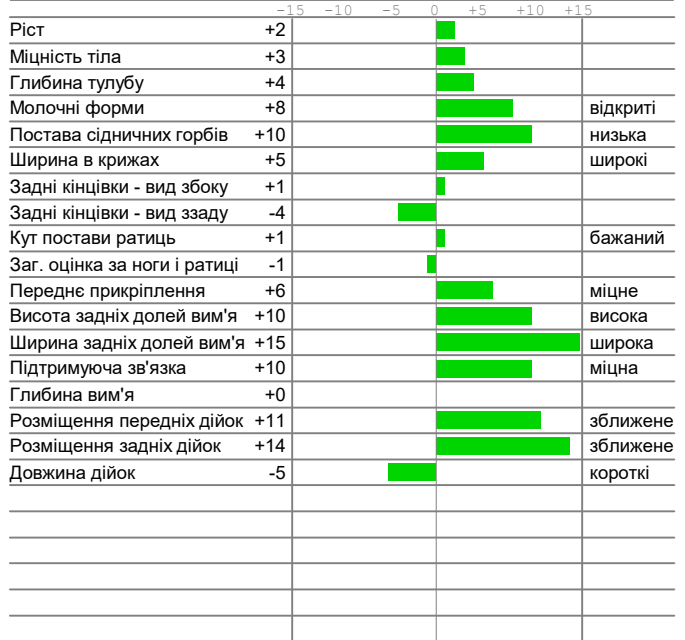 -15 -10 -5 0 +5 +10 +15
Ріст +2
Міцність тіла +3
Глибина тулубу +4
Молочні форми +8 відкриті
Постава сідничних горбів +10 низька
Ширина в крижах +5 широкі
Задні кінцівки - вид збоку +1
Задні кінцівки - вид ззаду -4
Кут постави ратиць +1 бажаний
Заг. оцінка за ноги і ратиці -1
Переднє прикріплення +6 міцне
Висота задніх долей вим'я +10 висока
Ширина задніх долей вим'я +15 широка
Підтримуюча зв'язка +10 міцна
Глибина вим'я +0
Розміщення передніх дійок +11 зближене
Розміщення задніх дійок +14 зближене
Довжина дійок -5 короткі